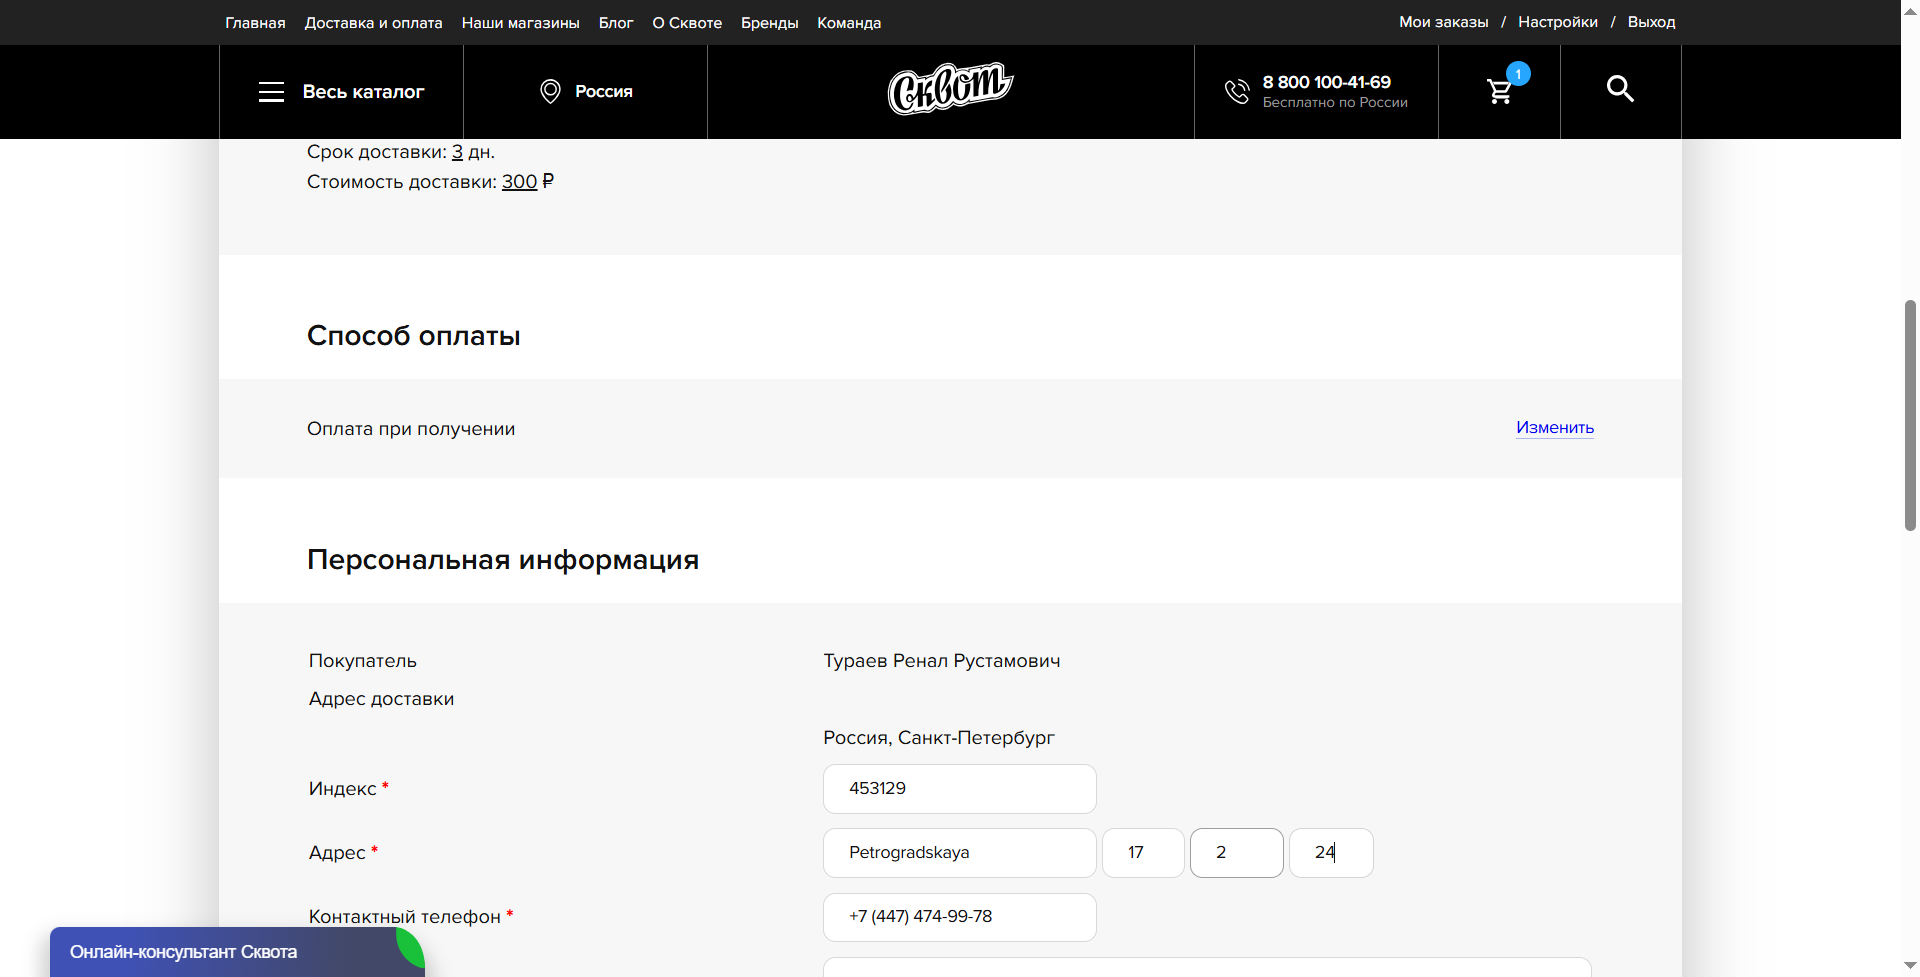 Главная Доставка и оплата Наши магазины Блог О Сквоте Бренды Команда Мои заказы / Настройки / Выход
Весь каталог Россия Сквот 8 800 100-41-69 1
Бесплатно по России
Срок доставки: 3 дн.
Стоимость доставки: 300 ₽
Способ оплаты
Оплата при получении Изменить
Персональная информация
Покупатель Тураев Ренал Рустамович
Адрес доставки
Россия, Санкт-Петербург
Индекс * 453129
Адрес * Petrogradskaya 17 2 24
Контактный телефон * +7 (447) 474-99-78
Онлайн-консультант Сквота